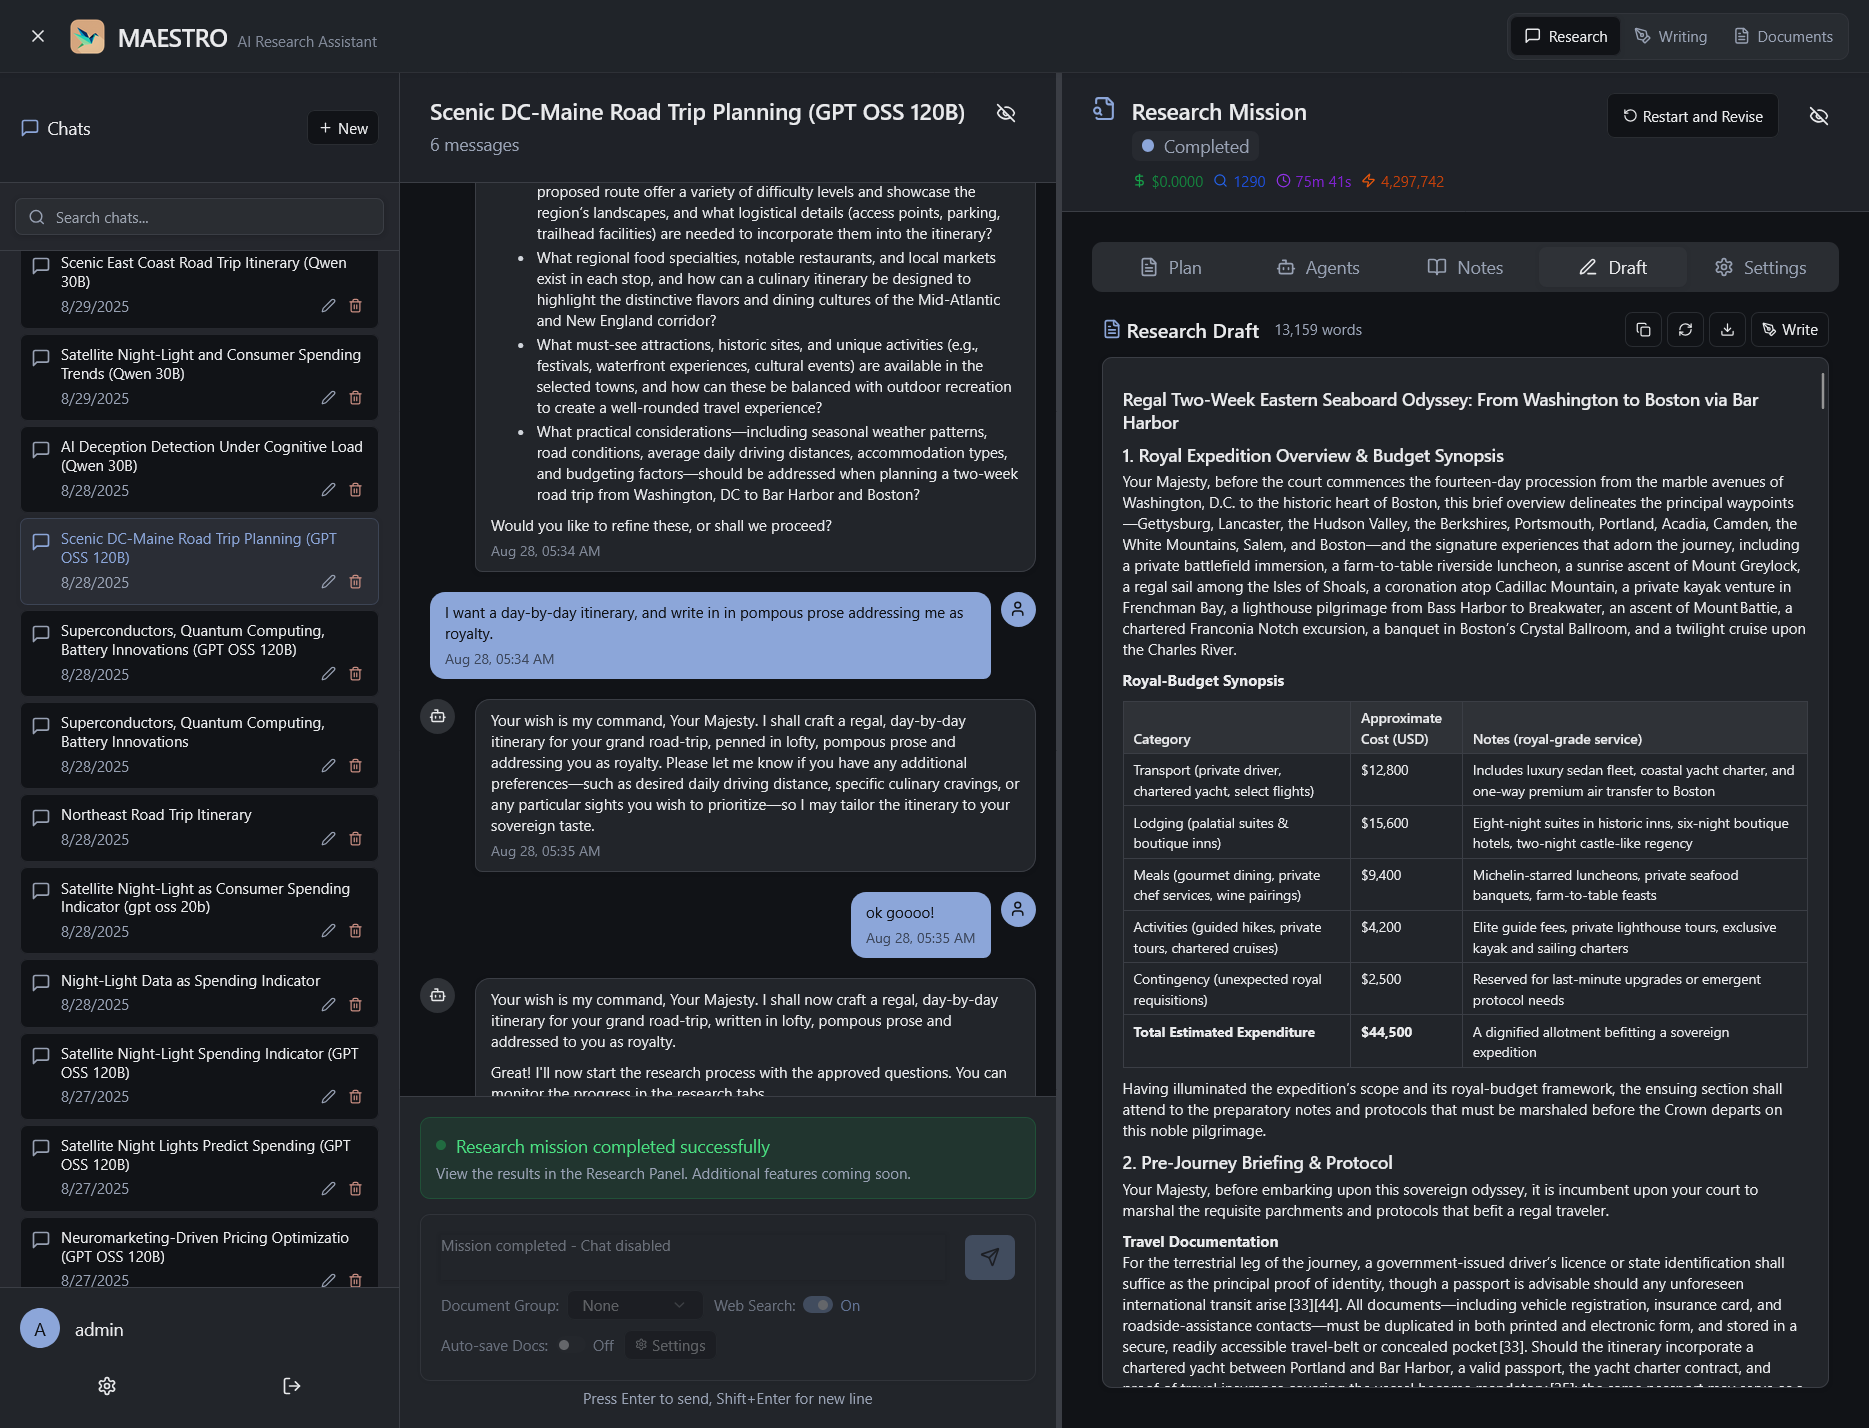 MAESTRO AI Research Assistant
Research
Writing
Documents
Chats
+ New
Search chats...
Scenic East Coast Road Trip Itinerary (Qwen
30B)
8/29/2025
Satellite Night-Light and Consumer Spending
Trends (Qwen 30B)
8/29/2025
AI Deception Detection Under Cognitive Load
(Qwen 30B)
8/28/2025
Scenic DC-Maine Road Trip Planning (GPT
OSS 120B)
8/28/2025
Superconductors, Quantum Computing,
Battery Innovations (GPT OSS 120B)
8/28/2025
Superconductors, Quantum Computing,
Battery Innovations
8/28/2025
Northeast Road Trip Itinerary
8/28/2025
Satellite Night-Light as Consumer Spending
Indicator (gpt oss 20b)
8/28/2025
Night-Light Data as Spending Indicator
8/28/2025
Satellite Night-Light Spending Indicator (GPT
OSS 120B)
8/27/2025
Satellite Night Lights Predict Spending (GPT
OSS 120B)
8/27/2025
Neuromarketing-Driven Pricing Optimizatio
(GPT OSS 120B)
8/27/2025
A
admin
Scenic DC-Maine Road Trip Planning (GPT OSS 120B)
6 messages
proposed route offer a variety of difficulty levels and showcase the
region's landscapes, and what logistical details (access points, parking,
trailhead facilities) are needed to incorporate them into the itinerary?
• What regional food specialties, notable restaurants, and local markets
exist in each stop, and how can a culinary itinerary be designed to
highlight the distinctive flavors and dining cultures of the Mid-Atlantic
and New England corridor?
• What must-see attractions, historic sites, and unique activities (e.g.,
festivals, waterfront experiences, cultural events) are available in the
selected towns, and how can these be balanced with outdoor recreation
to create a well-rounded travel experience?
• What practical considerations—including seasonal weather patterns,
road conditions, average daily driving distances, accommodation types,
and budgeting factors—should be addressed when planning a two-week
road trip from Washington, DC to Bar Harbor and Boston?
Would you like to refine these, or shall we proceed?
Aug 28, 05:34 AM
I want a day-by-day itinerary, and write in in pompous prose addressing me as
royalty.
Aug 28, 05:34 AM
Your wish is my command, Your Majesty. I shall craft a regal, day-by-day
itinerary for your grand road-trip, penned in lofty, pompous prose and
addressing you as royalty. Please let me know if you have any additional
preferences—such as desired daily driving distance, specific culinary cravings, or
any particular sights you wish to prioritize—so I may tailor the itinerary to your
sovereign taste.
Aug 28, 05:35 AM
ok goooo!
Aug 28, 05:35 AM
Your wish is my command, Your Majesty. I shall now craft a regal, day-by-day
itinerary for your grand road-trip, written in lofty, pompous prose and
addressed to you as royalty.
Great! I'll now start the research process with the approved questions. You can
monitor the progress in the research tabs.
Research mission completed successfully
View the results in the Research Panel. Additional features coming soon.
Mission completed - Chat disabled
Document Group: None Web Search: On
Auto-save Docs: Off Settings
Press Enter to send, Shift+Enter for new line
Research Mission
Completed
$ $0.0000 1290 75m 41s 4,297,742
Restart and Revise
Plan
Agents
Notes
Draft
Settings
Research Draft 13,159 words
Write
Regal Two-Week Eastern Seaboard Odyssey: From Washington to Boston via Bar
Harbor
1. Royal Expedition Overview & Budget Synopsis
Your Majesty, before the court commences the fourteen-day procession from the marble avenues of
Washington, D.C. to the historic heart of Boston, this brief overview delineates the principal waypoints
—Gettysburg, Lancaster, the Hudson Valley, the Berkshires, Portsmouth, Portland, Acadia, Camden, the
White Mountains, Salem, and Boston—and the signature experiences that adorn the journey, including
a private battlefield immersion, a farm-to-table riverside luncheon, a sunrise ascent of Mount Greylock,
a regal sail among the Isles of Shoals, a coronation atop Cadillac Mountain, a private kayak venture in
Frenchman Bay, a lighthouse pilgrimage from Bass Harbor to Breakwater, an ascent of Mount Battie, a
chartered Franconia Notch excursion, a banquet in Boston's Crystal Ballroom, and a twilight cruise upon
the Charles River.
Royal-Budget Synopsis
Category
Approximate
Cost (USD)
Notes (royal-grade service)
Transport (private driver,
chartered yacht, select flights)
$12,800
Includes luxury sedan fleet, coastal yacht charter, and
one-way premium air transfer to Boston
Lodging (palatial suites &
boutique inns)
$15,600
Eight-night suites in historic inns, six-night boutique
hotels, two-night castle-like regency
Meals (gourmet dining, private
chef services, wine pairings)
$9,400
Michelin-starred luncheons, private seafood
banquets, farm-to-table feasts
Activities (guided hikes, private
tours, chartered cruises)
$4,200
Elite guide fees, private lighthouse tours, exclusive
kayak and sailing charters
Contingency (unexpected royal
requisitions)
$2,500
Reserved for last-minute upgrades or emergent
protocol needs
Total Estimated Expenditure
$44,500
A dignified allotment befitting a sovereign
expedition
Having illuminated the expedition's scope and its royal-budget framework, the ensuing section shall
attend to the preparatory notes and protocols that must be marshaled before the Crown departs on
this noble pilgrimage.
2. Pre-Journey Briefing & Protocol
Your Majesty, before embarking upon this sovereign odyssey, it is incumbent upon your court to
marshal the requisite parchments and protocols that befit a regal traveler.
Travel Documentation
For the terrestrial leg of the journey, a government-issued driver's licence or state identification shall
suffice as the principal proof of identity, though a passport is advisable should any unforeseen
international transit arise [33][44]. All documents—including vehicle registration, insurance card, and
roadside-assistance contacts—must be duplicated in both printed and electronic form, and stored in a
secure, readily accessible travel-belt or concealed pocket [33]. Should the itinerary incorporate a
chartered yacht between Portland and Bar Harbor, a valid passport, the yacht charter contract, and